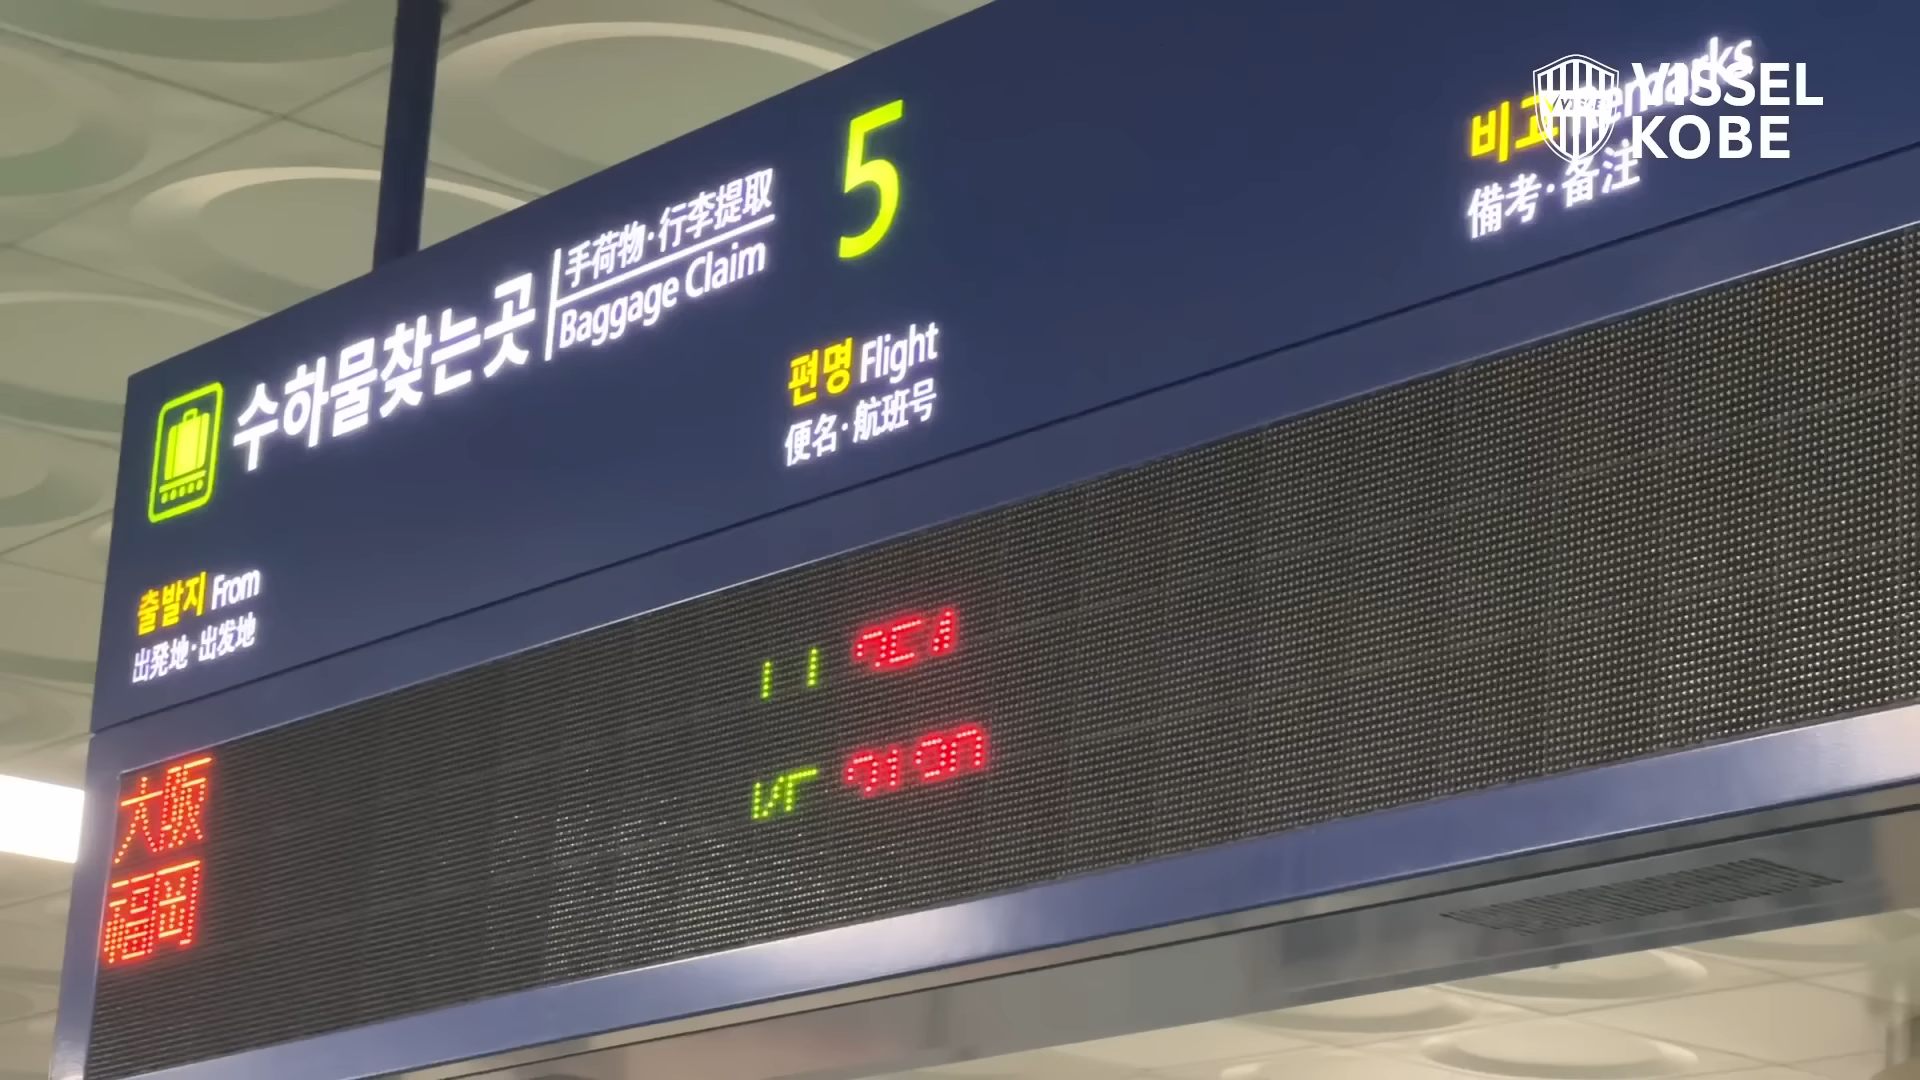 수하물찾는곳
手荷物·行李提取
Baggage Claim
5
비고
備考·备注
VISSEL
KOBE
편명 Flight
便名·航班号
출발지 From
出発地·出发地
大阪
福岡